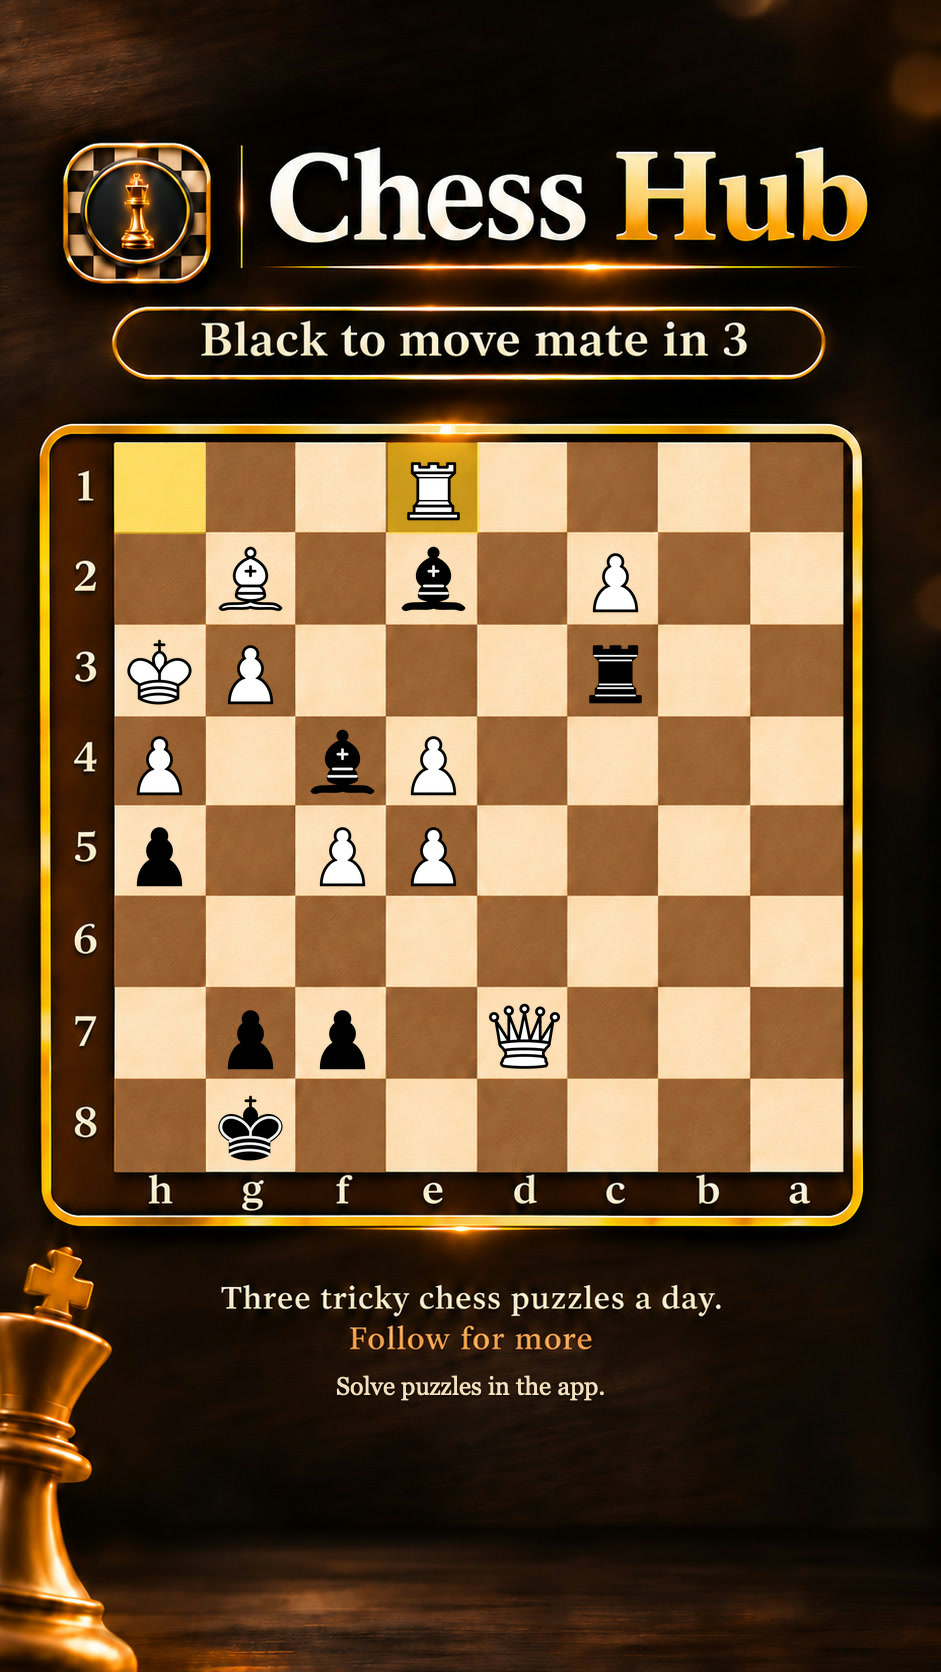 Chess Hub
Black to move mate in 3
1
2
3
4
5
6
7
8
h g f e d c b a
Three tricky chess puzzles a day.
Follow for more
Solve puzzles in the app.